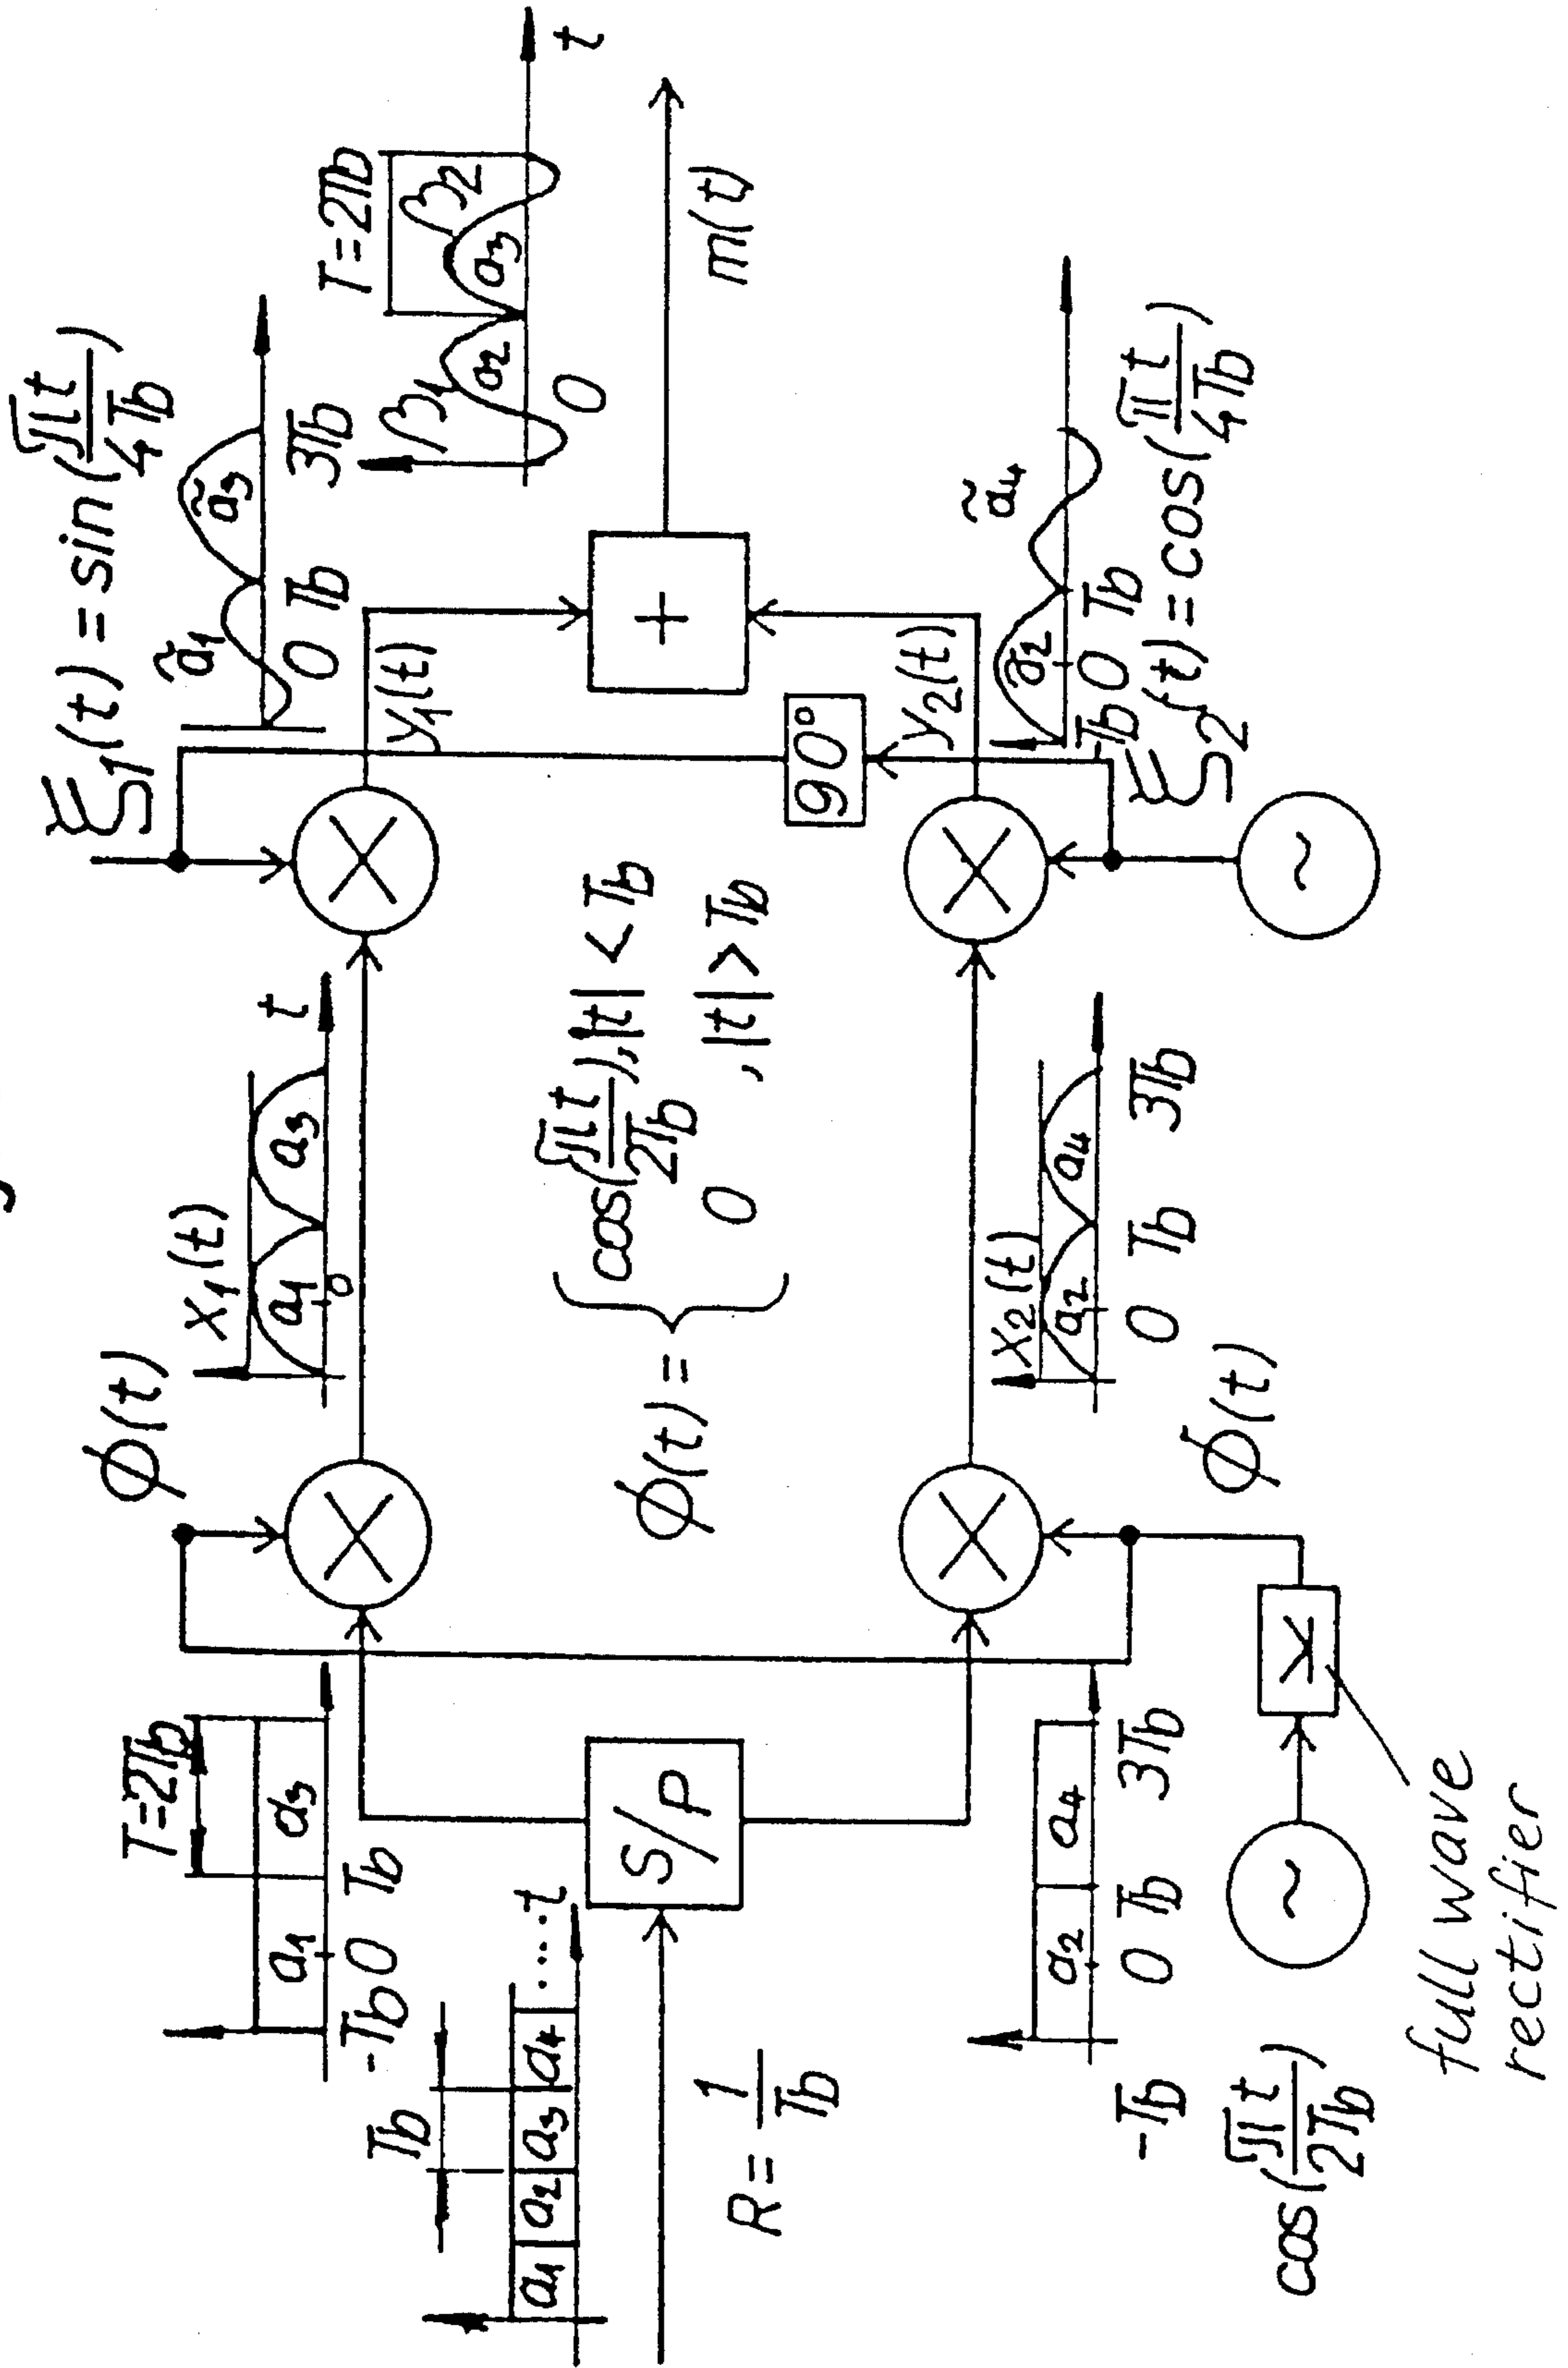 T=2Tb
a1 a3
-Tb 0 Tb
Tb
a1 a2 a3 a4 ....t
R=1/Tb
S/P
a2 a4
-Tb 0 Tb 3Tb
cos(πt/2Tb)
~
full wave
rectifier
ϕ(t)
x1(t)
a1 a3
0
t
ϕ(t) = { cos(πt/2Tb), |t| < Tb
0 , |t| > Tb
x2(t)
a2 a4
0 Tb 3Tb
ϕ(t)
ξ1(t) = sin(πt/4Tb)
ã1 ã3
0 Tb 3Tb
y1(t)
90°
y2(t)
+
ã2 ã4
-Tb 0 Tb
ξ2(t) = cos(πt/4Tb)
~
T=2Tb
β1 β2
a2 a3
0
t
m(t)